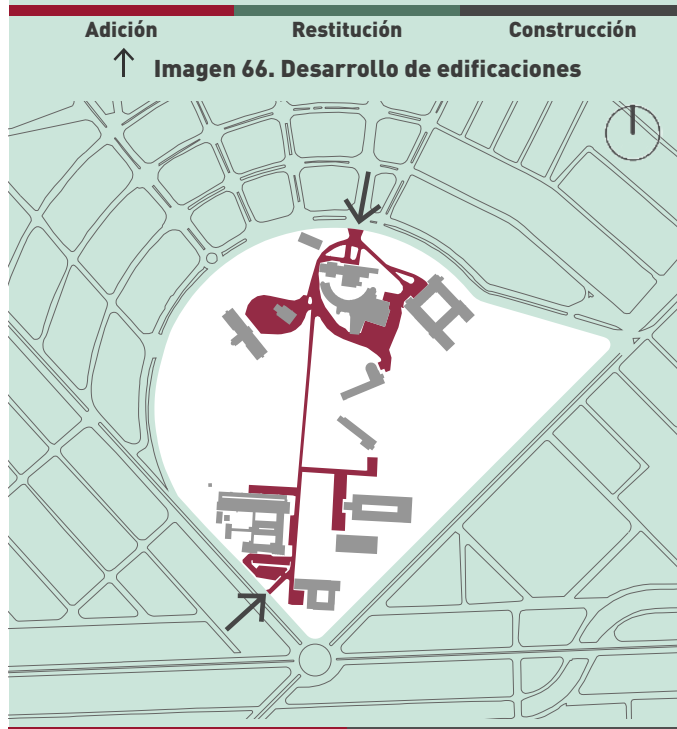 Adición Restitución Construcción
↑ Imagen 66. Desarrollo de edificaciones